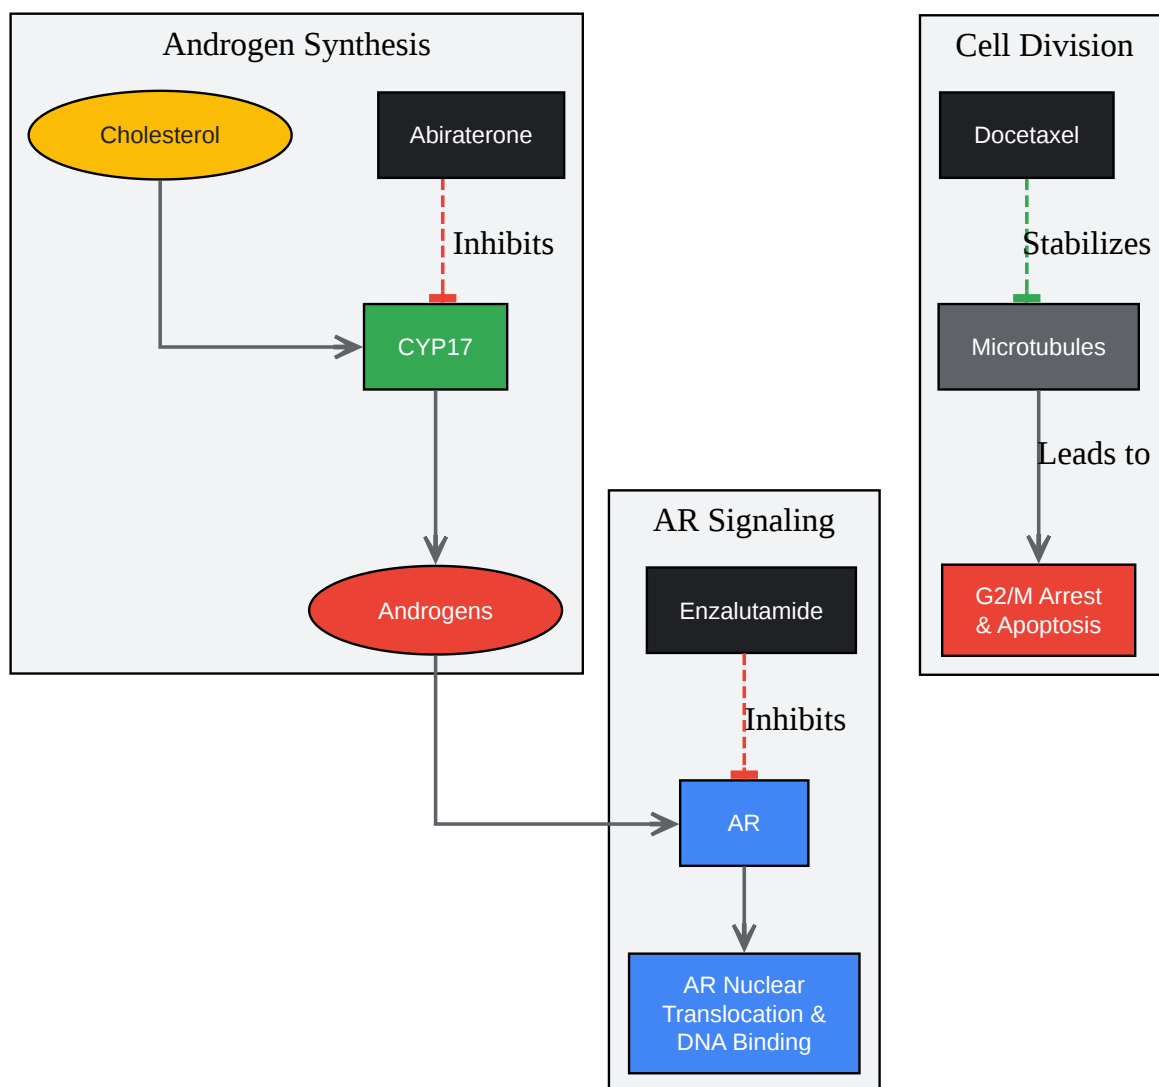 Androgen Synthesis
Cholesterol
Abiraterone
Inhibits
CYP17
Androgens
AR Signaling
Enzalutamide
Inhibits
AR
AR Nuclear
Translocation &
DNA Binding
Cell Division
Docetaxel
Stabilizes
Microtubules
Leads to
G2/M Arrest
& Apoptosis